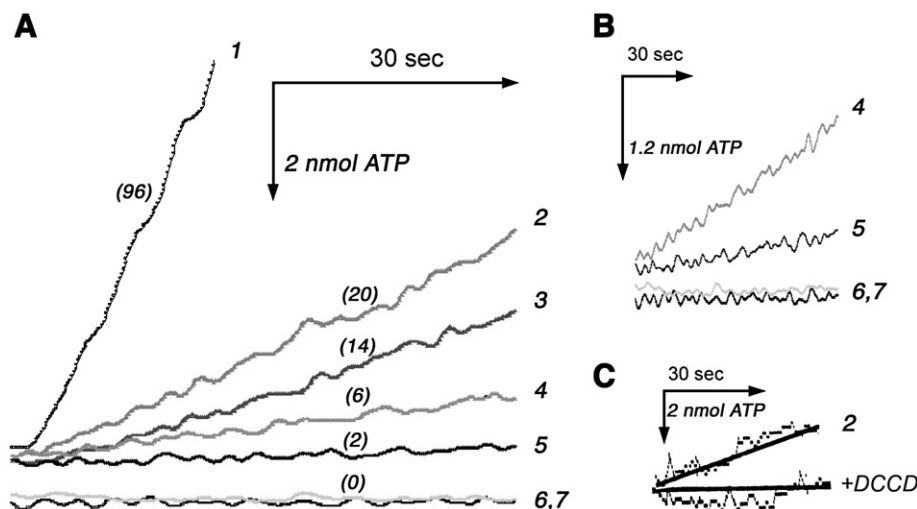 A
1
30 sec
2 nmol ATP
(96)
2
(20)
3
(14)
4
(6)
5
(2)
(0)
6,7
B
30 sec
1.2 nmol ATP
4
5
6,7
C
30 sec
2 nmol ATP
2
+DCCD